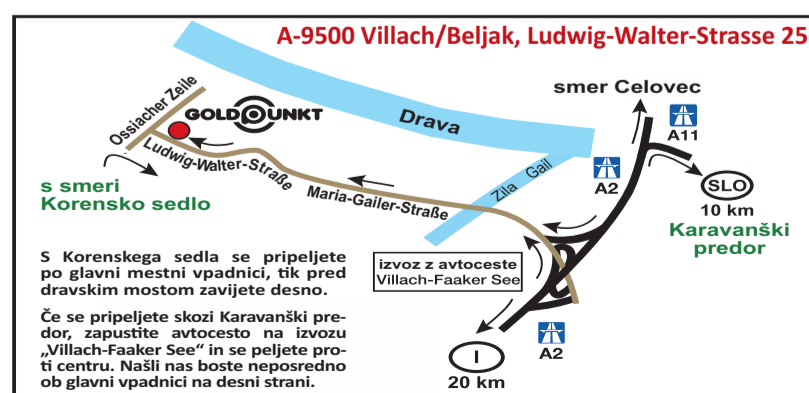 A-9500 Villach/Beljak, Ludwig-Walter-Strasse 25
smer Celovec
Ossiacher Zeile
GOLDPUNKT
Drava
A11
Ludwig-Walter-Straße
Maria-Gailer-Straße
Zila Gail
A2
SLO
10 km
Karavanški
predor
s smeri
Korensko sedlo
S Korenskega sedla se pripeljete
po glavni mestni vpadnici, tik pred
dravskim mostom zavijete desno.
izvoz z avtoceste
Villach-Faaker See
Če se pripeljete skozi Karavanški pre-
dor, zapustite avtocesto na izvozu
„Villach-Faaker See“ in se peljete pro-
ti centru. Našli nas boste neposredno
ob glavni vpadnici na desni strani.
A2
I
20 km